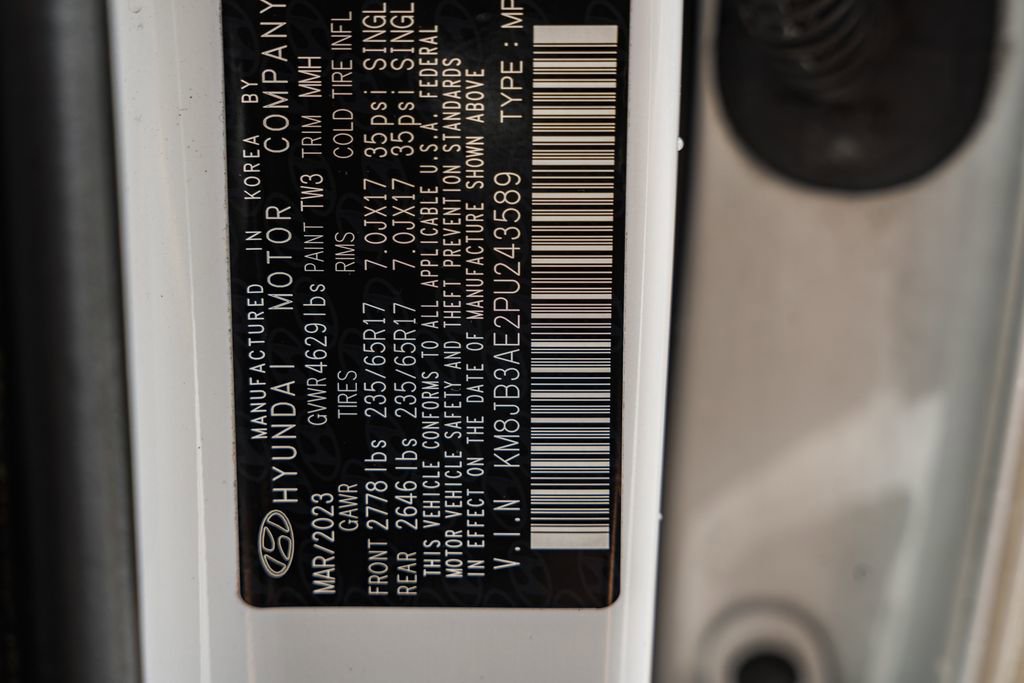 MANUFACTURED IN KOREA BY
HYUNDAI MOTOR COMPANY
MAR/2023 GVWR 4629lbs PAINT TW3 TRIM MMH
GAWR TIRES RIMS COLD TIRE INFL
FRONT 2778lbs 235/65R17 7.0JX17 35psi SINGL
REAR 2646lbs 235/65R17 7.0JX17 35psi SINGL
THIS VEHICLE CONFORMS TO ALL APPLICABLE U.S.A. FEDERAL
MOTOR VEHICLE SAFETY AND THEFT PREVENTION STANDARDS
IN EFFECT ON THE DATE OF MANUFACTURE SHOWN ABOVE
V.I.N KM8JB3AE2PU243589 TYPE : MP